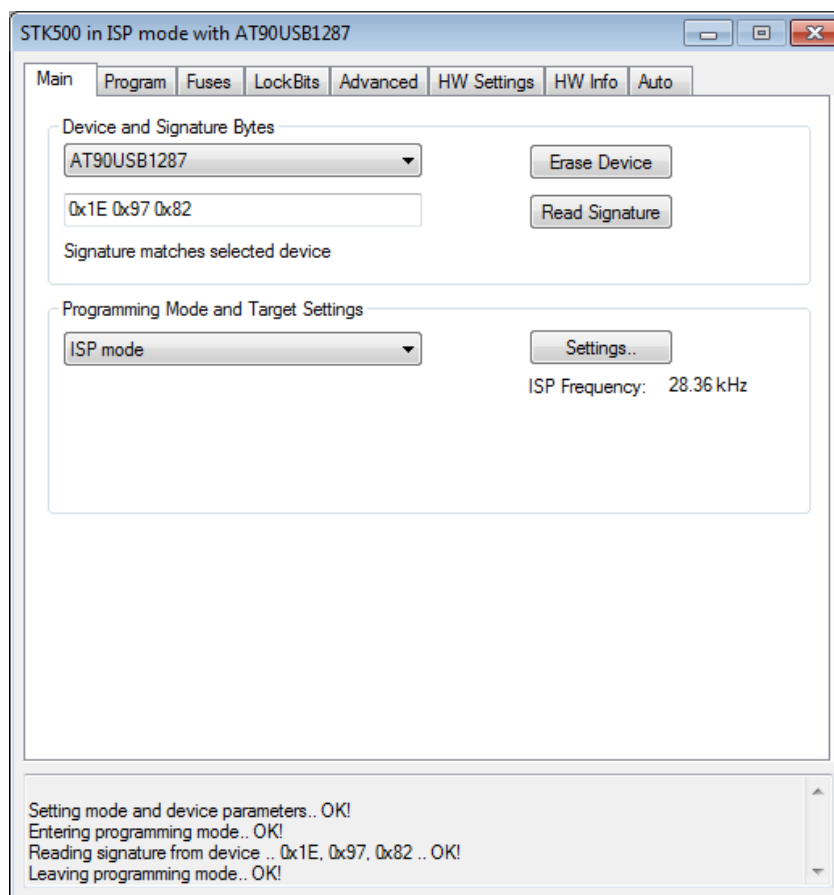 STK500 in ISP mode with AT90USB1287
Main Program Fuses LockBits Advanced HW Settings HW Info Auto
Device and Signature Bytes
AT90USB1287 Erase Device
0x1E 0x97 0x82 Read Signature
Signature matches selected device
Programming Mode and Target Settings
ISP mode Settings..
ISP Frequency: 28.36 kHz
Setting mode and device parameters.. OK!
Entering programming mode.. OK!
Reading signature from device .. 0x1E, 0x97, 0x82 .. OK!
Leaving programming mode.. OK!